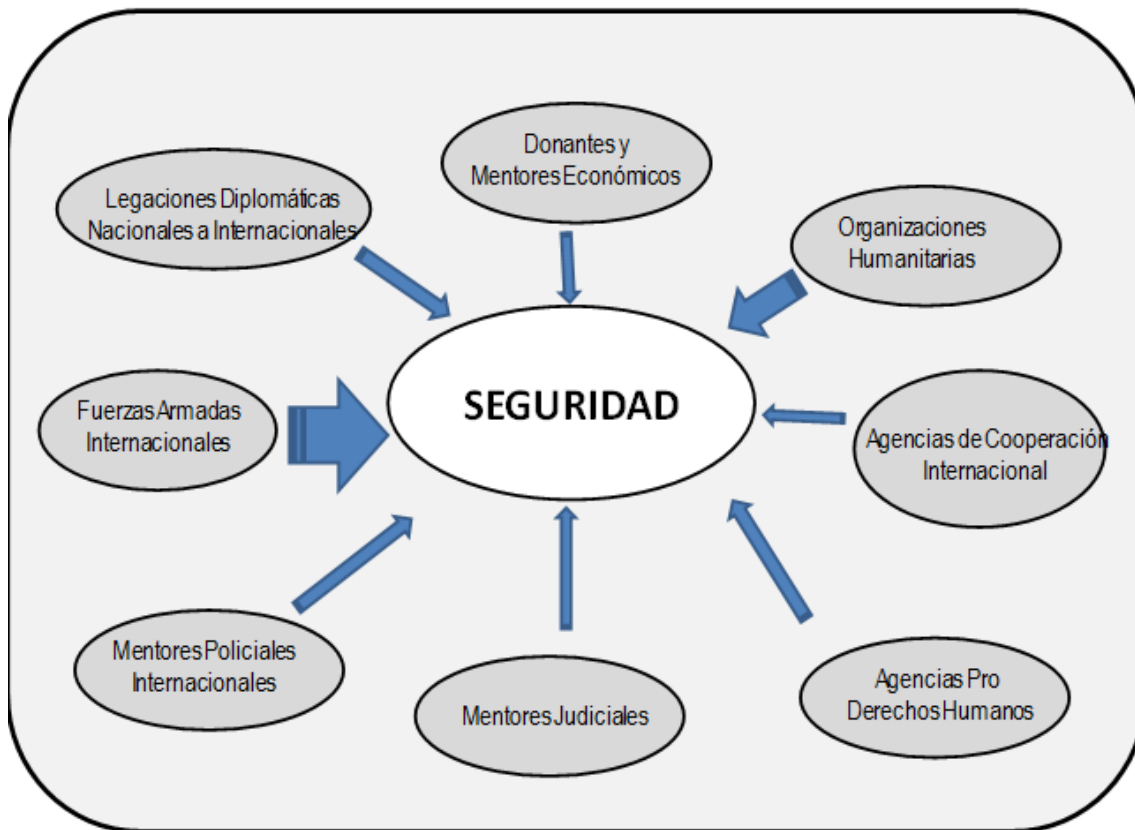 Donantes y
Mentores Económicos
Legaciones Diplomáticas
Nacionales a Internacionales
Organizaciones
Humanitarias
SEGURIDAD
Fuerzas Armadas
Internacionales
Agencias de Cooperación
Internacional
Mentores Policiales
Internacionales
Mentores Judiciales
Agencias Pro
Derechos Humanos